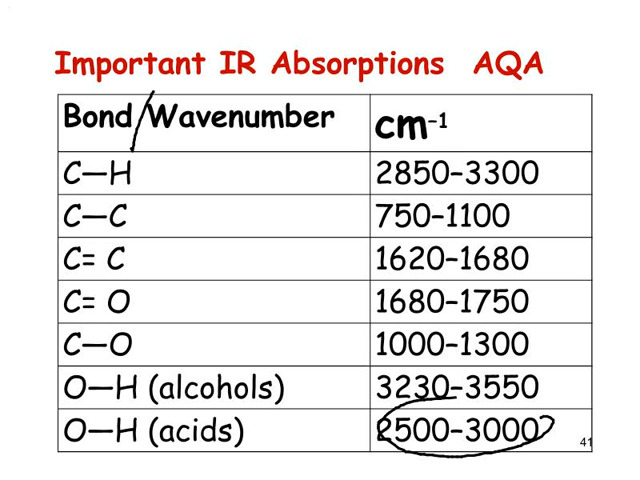 Important IR Absorptions AQA
Bond/Wavenumber cm⁻¹
C—H 2850–3300
C—C 750–1100
C= C 1620–1680
C= O 1680–1750
C—O 1000–1300
O—H (alcohols) 3230–3550
O—H (acids) 2500–3000
41